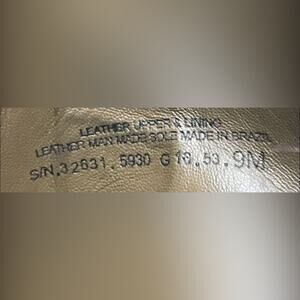 LEATHER UPPER & LINING
LEATHER MAN MADE SOLE MADE IN BRAZIL
S/N.32631.5930 G 16.53.9M